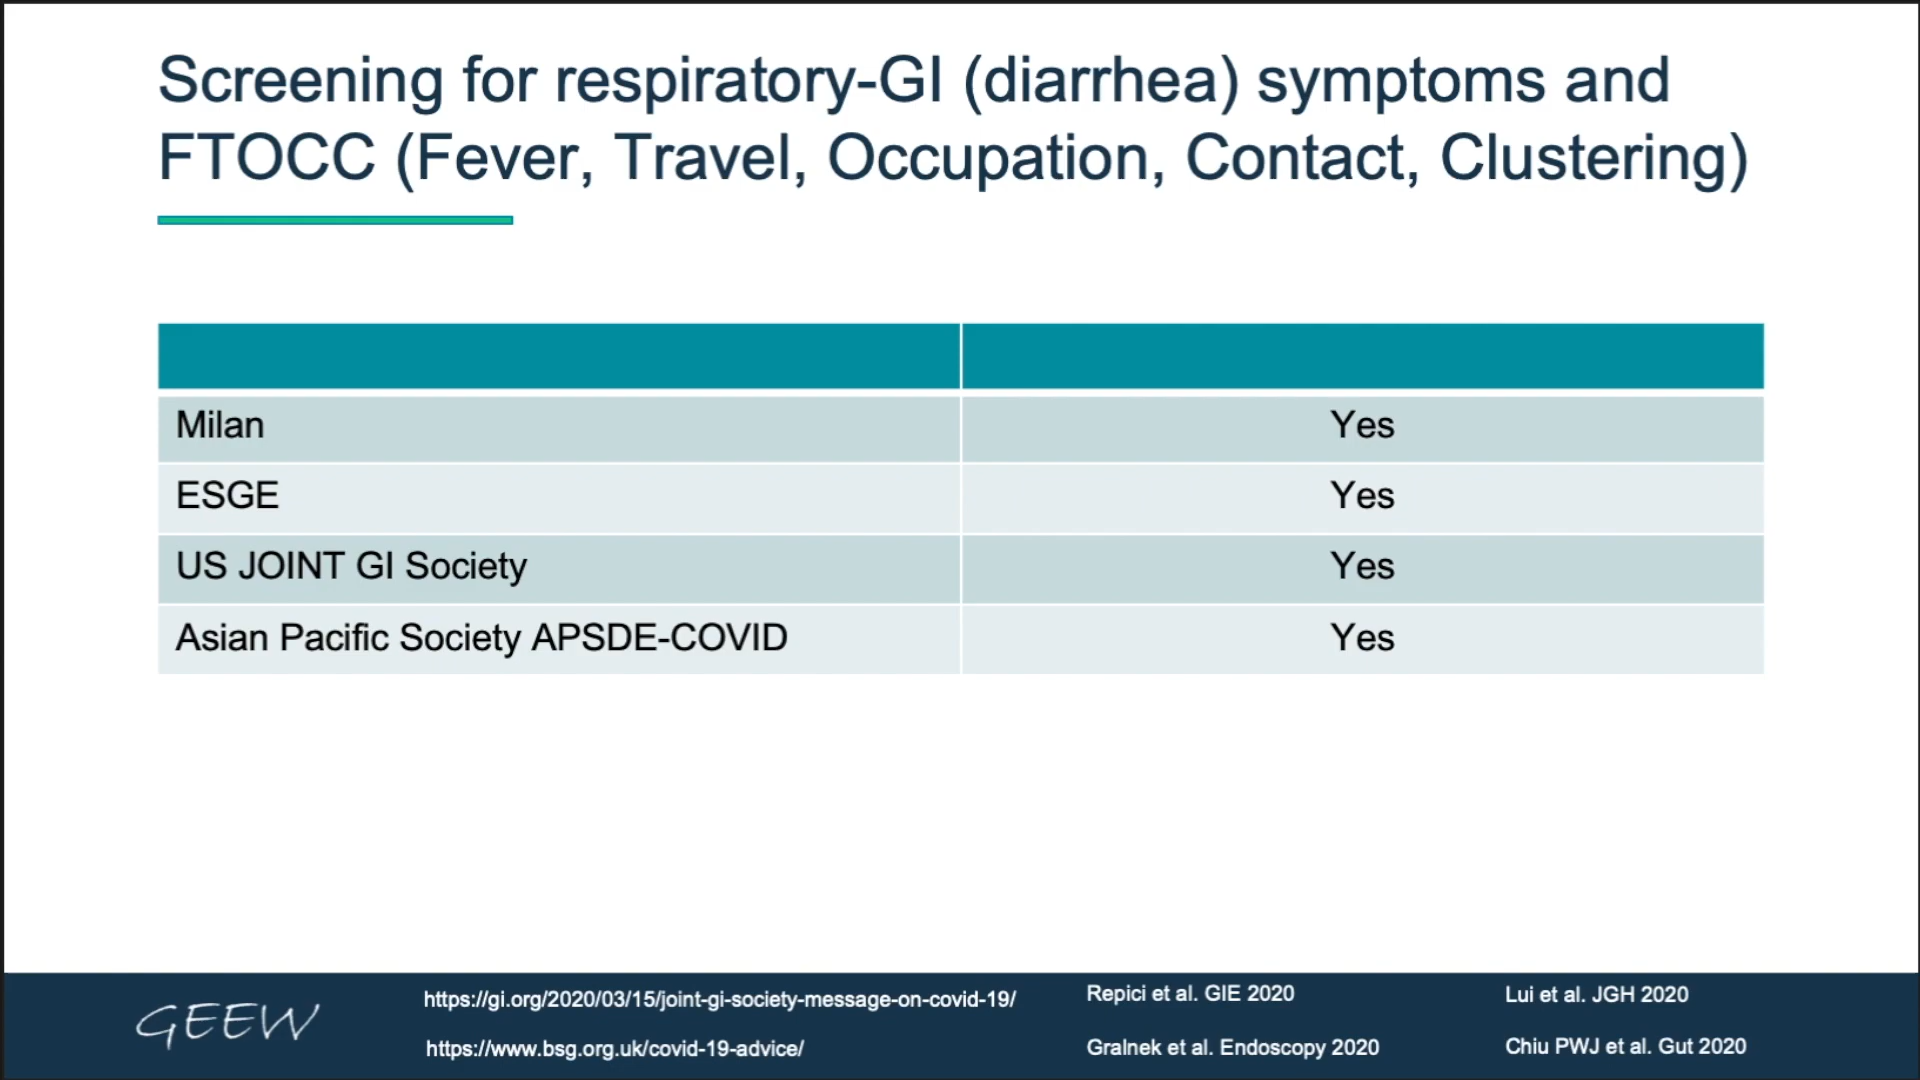 Screening for respiratory-GI (diarrhea) symptoms and
FTOCC (Fever, Travel, Occupation, Contact, Clustering)
Milan Yes
ESGE Yes
US JOINT GI Society Yes
Asian Pacific Society APSDE-COVID Yes
GEEW
https://gi.org/2020/03/15/joint-gi-society-message-on-covid-19/
https://www.bsg.org.uk/covid-19-advice/
Repici et al. GIE 2020
Gralnek et al. Endoscopy 2020
Lui et al. JGH 2020
Chiu PWJ et al. Gut 2020